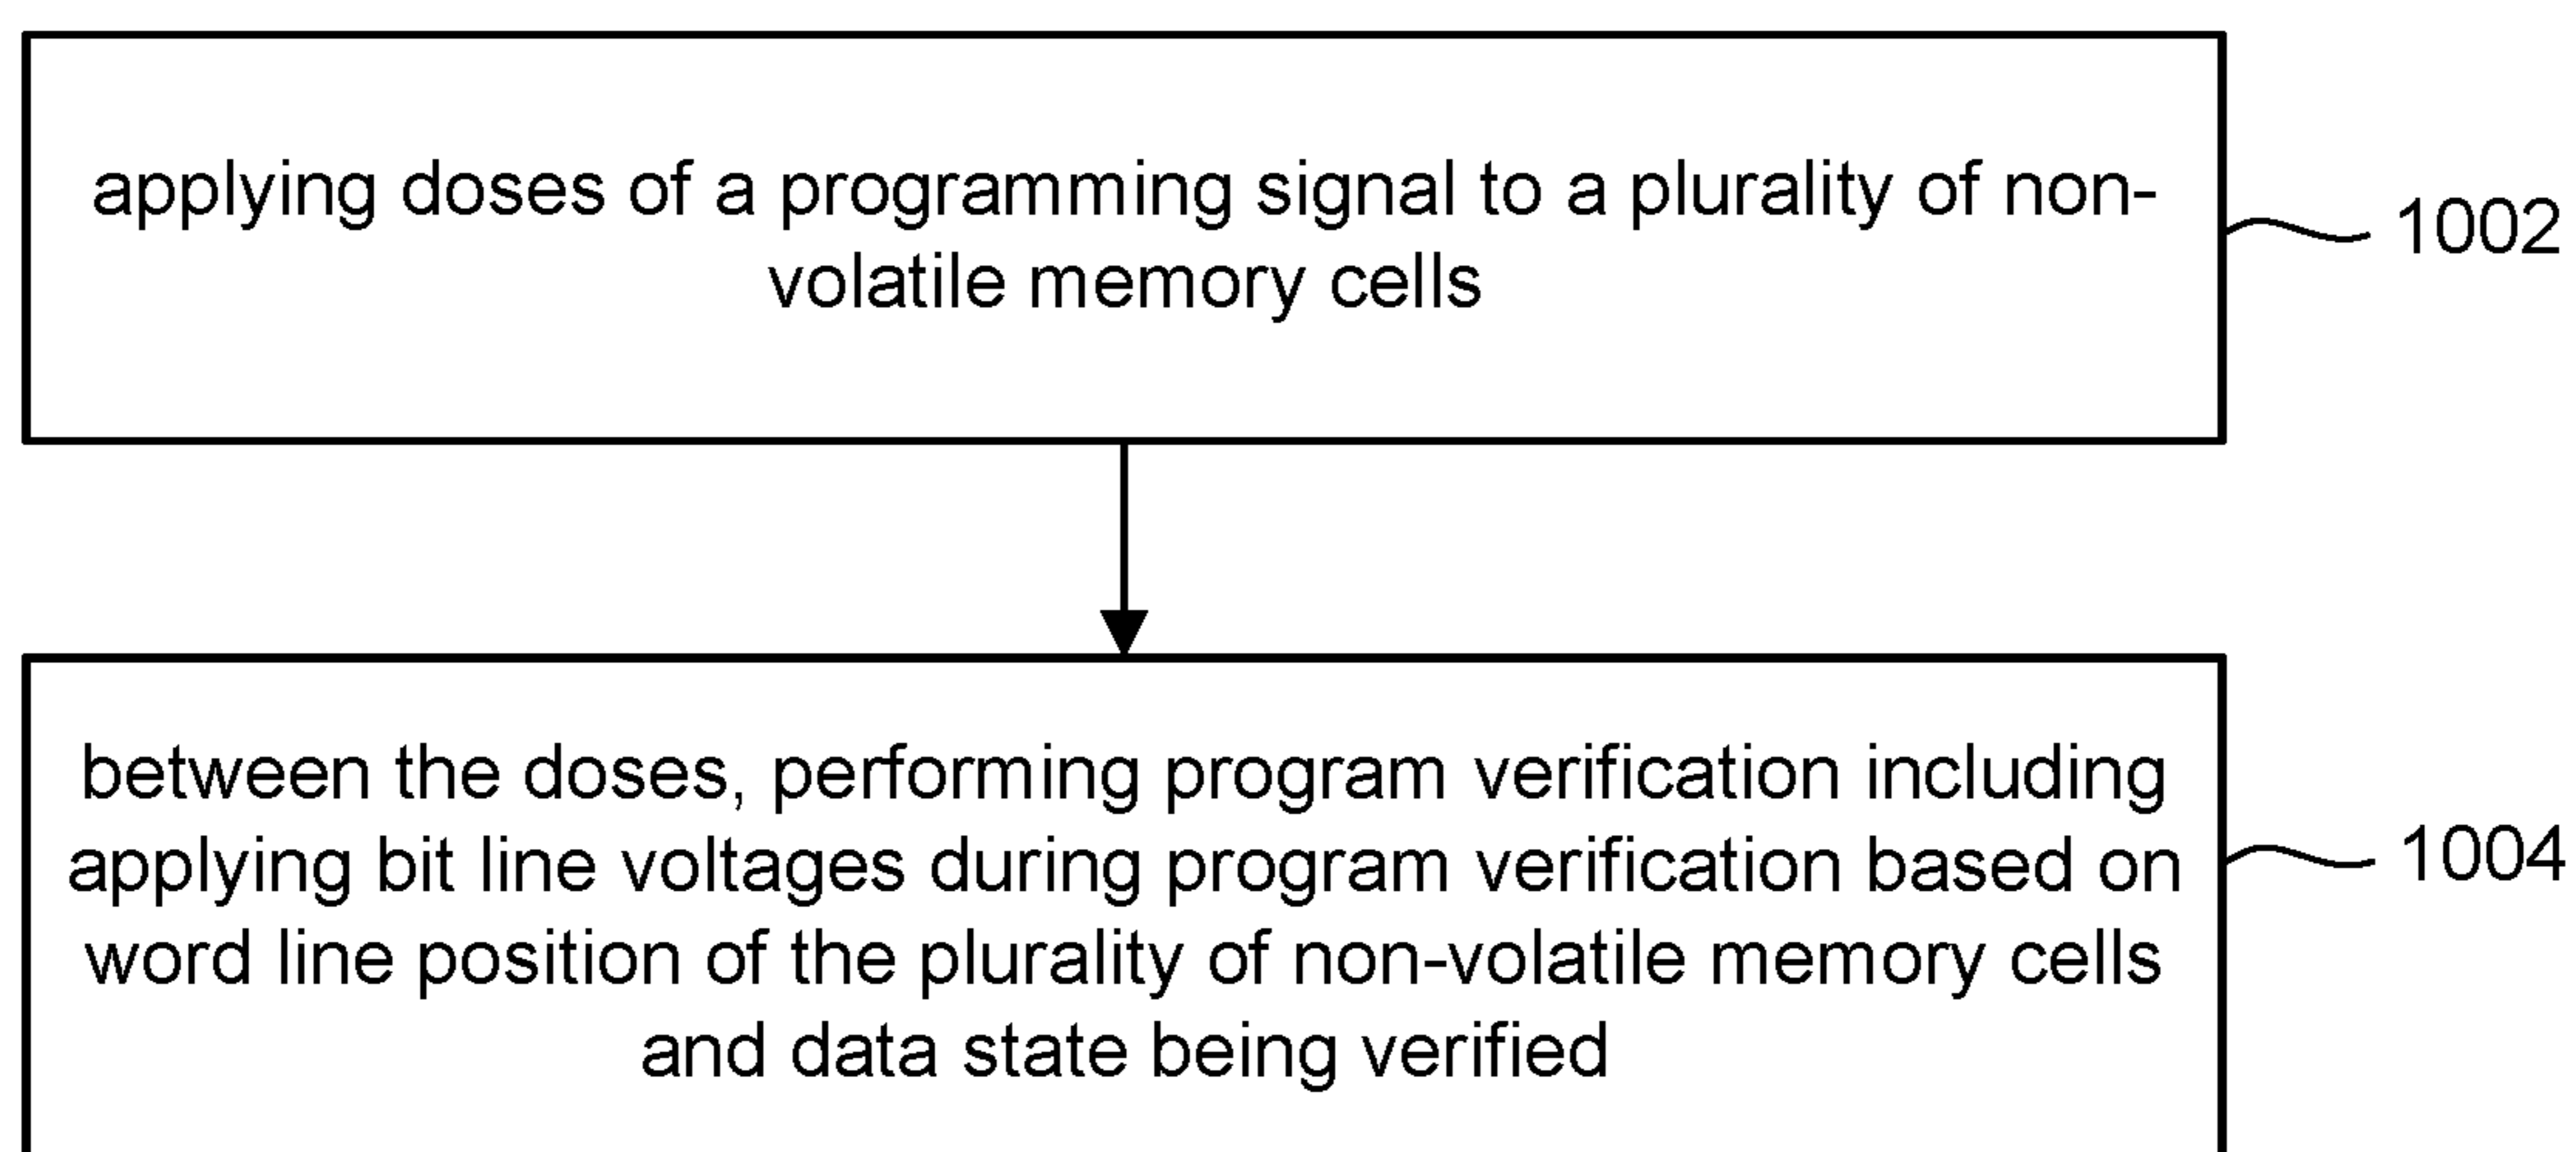 applying doses of a programming signal to a plurality of non-
volatile memory cells
1002
between the doses, performing program verification including
applying bit line voltages during program verification based on
word line position of the plurality of non-volatile memory cells
and data state being verified
1004